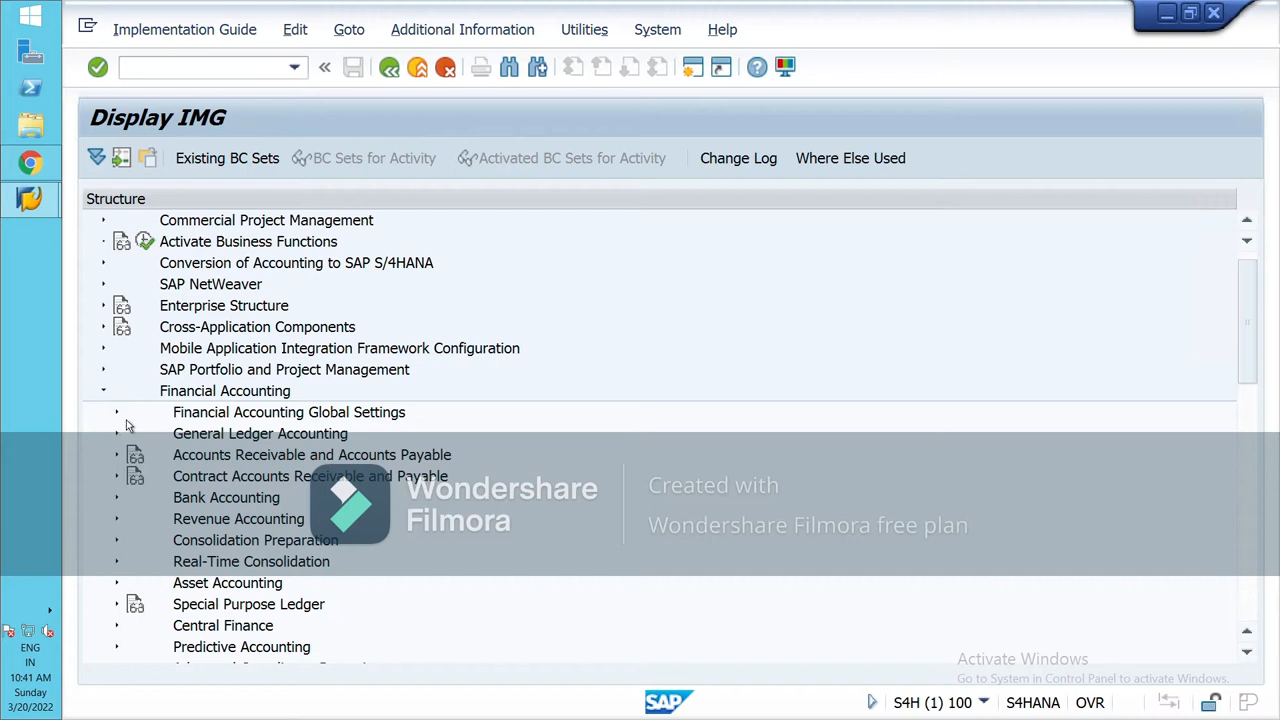 Implementation Guide Edit Goto Additional Information Utilities System Help
Display IMG
Existing BC Sets BC Sets for Activity Activated BC Sets for Activity Change Log Where Else Used
Structure
Commercial Project Management
Activate Business Functions
Conversion of Accounting to SAP S/4HANA
SAP NetWeaver
Enterprise Structure
Cross-Application Components
Mobile Application Integration Framework Configuration
SAP Portfolio and Project Management
Financial Accounting
Financial Accounting Global Settings
General Ledger Accounting
Accounts Receivable and Accounts Payable
Contract Accounts Receivable and Payable
Bank Accounting
Revenue Accounting
Consolidation Preparation
Real-Time Consolidation
Asset Accounting
Special Purpose Ledger
Central Finance
Predictive Accounting
Wondershare
Filmora
Created with
Wondershare Filmora free plan
Activate Windows
Go to System in Control Panel to activate Windows.
ENG
IN
10:41 AM
Sunday
3/20/2022
SAP
S4H (1) 100 S4HANA OVR